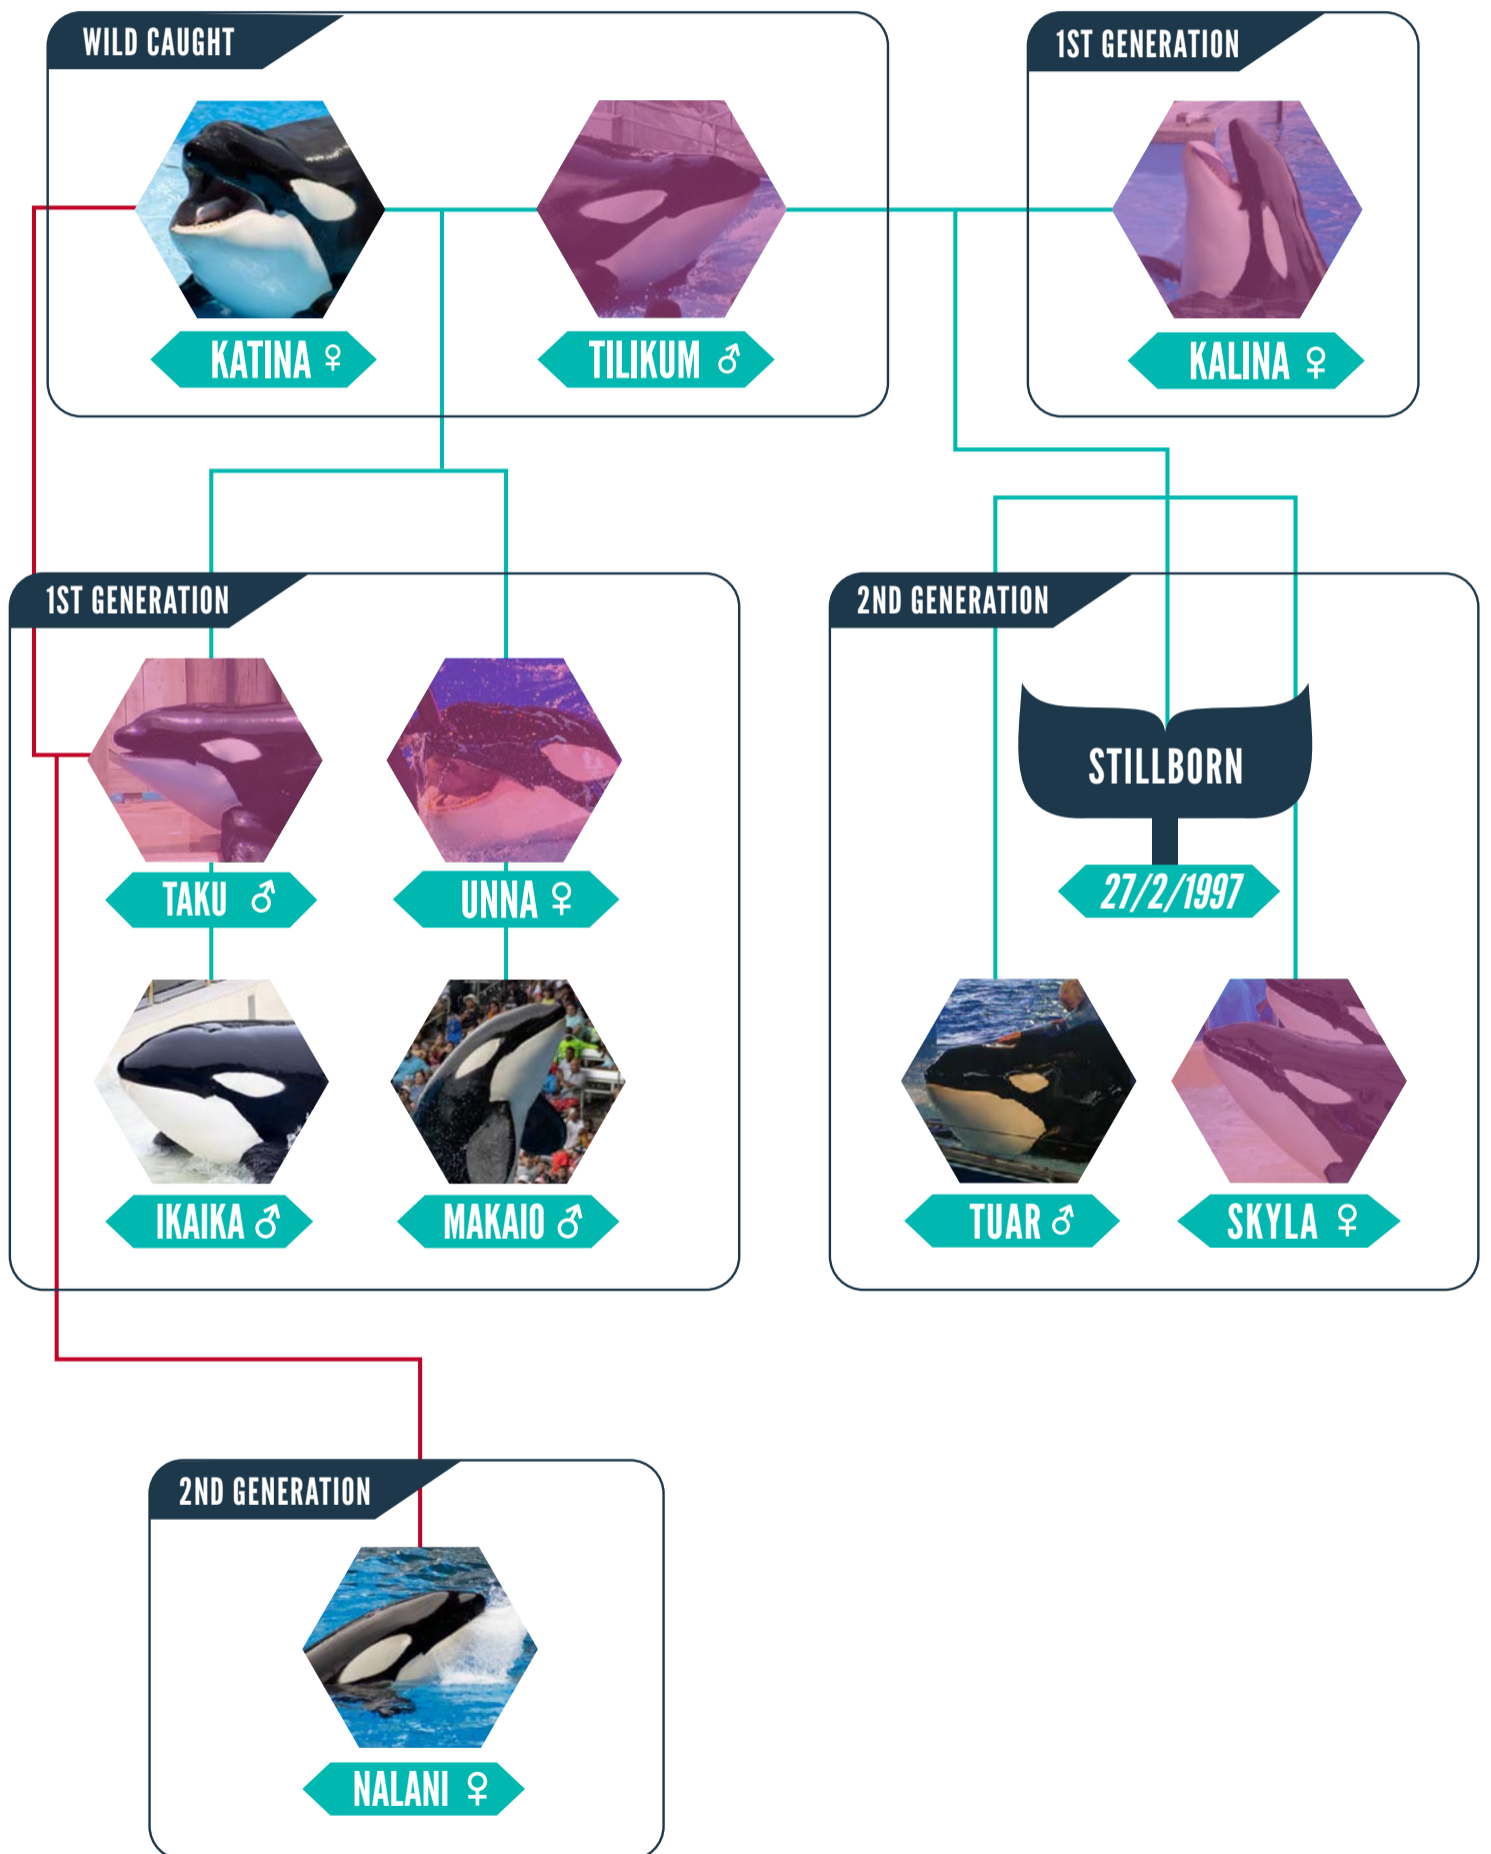 WILD CAUGHT
1ST GENERATION
KATINA ♀
TILIKUM ♂
KALINA ♀
1ST GENERATION
2ND GENERATION
STILLBORN
TAKU ♂
UNNA ♀
27/2/1997
IKAIKA ♂
MAKAIO ♂
TUAR ♂
SKYLA ♀
2ND GENERATION
NALANI ♀